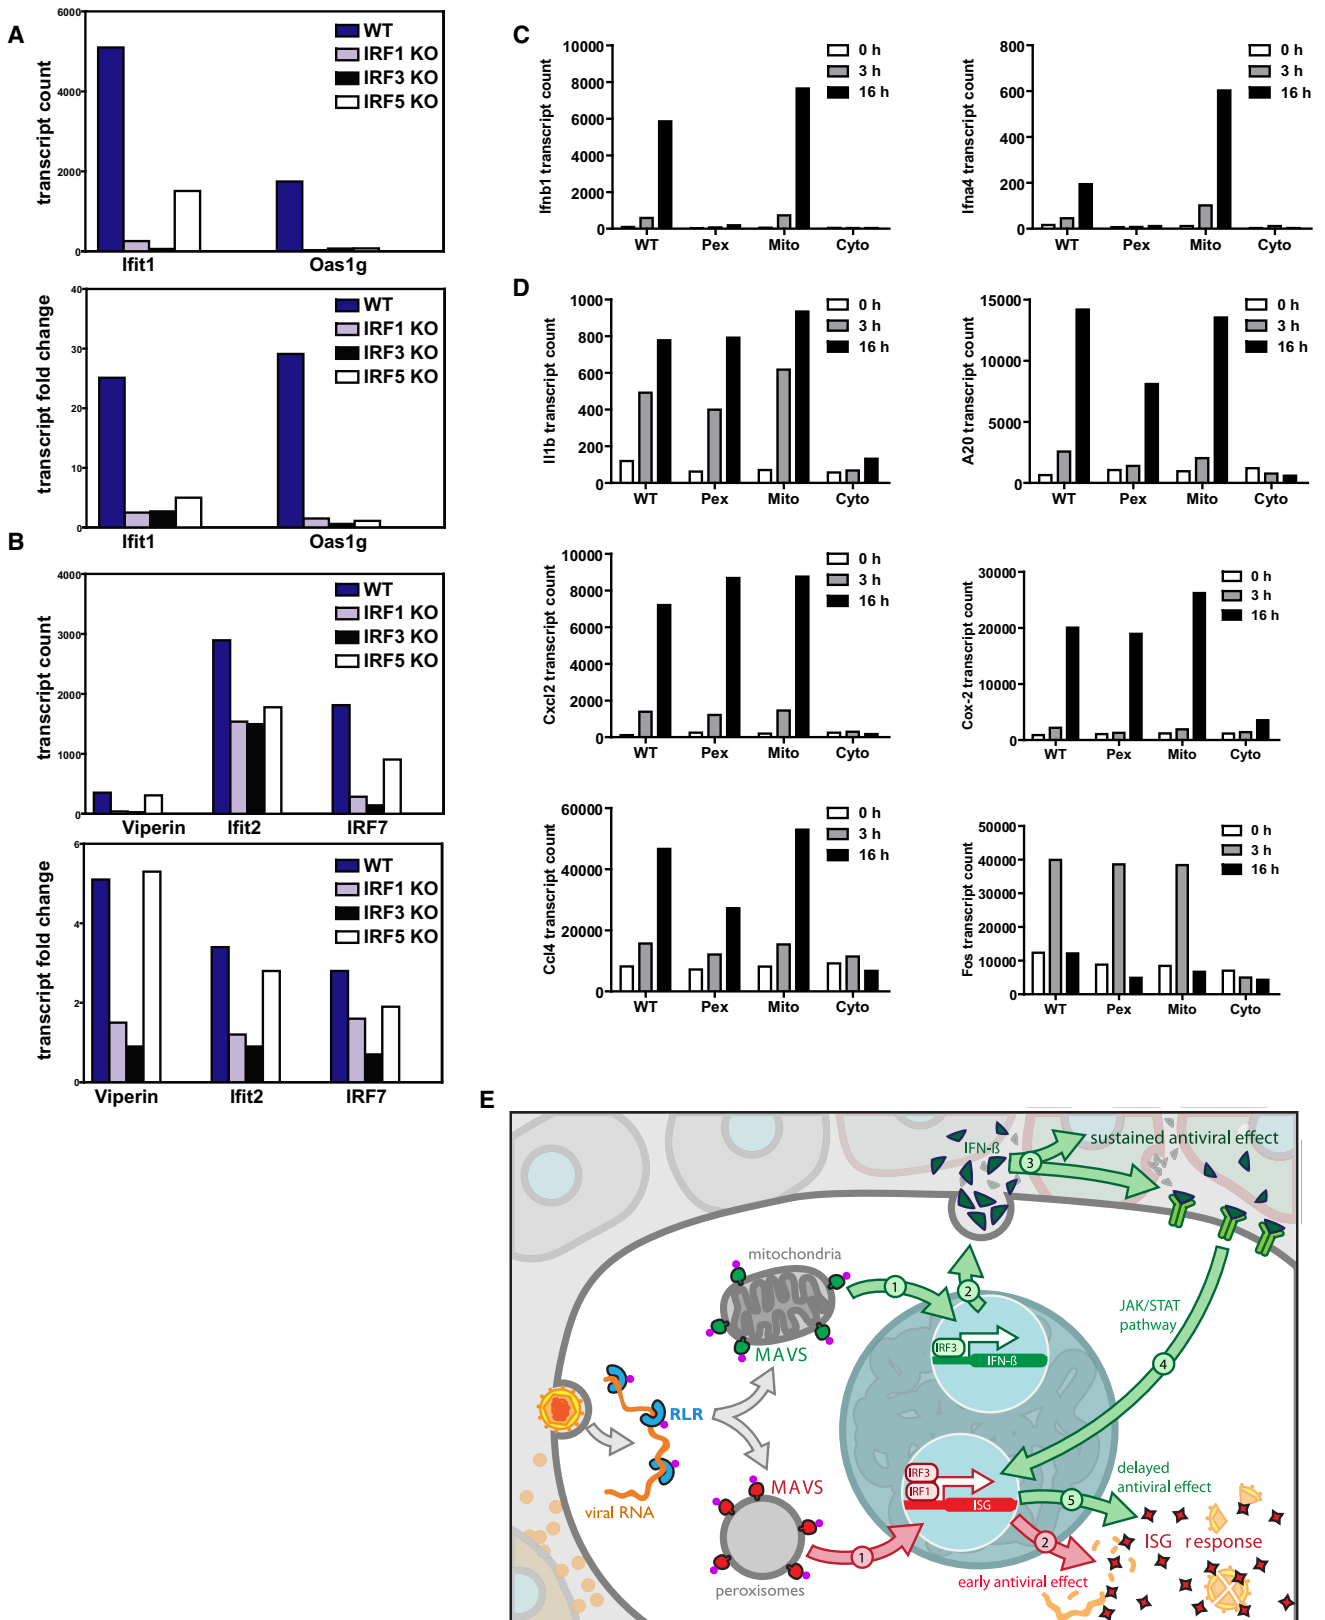 A
6000
4000
2000
0
transcript count
WT
IRF1 KO
IRF3 KO
IRF5 KO
Ifit1
Oas1g
40
30
20
10
0
transcript fold change
WT
IRF1 KO
IRF3 KO
IRF5 KO
Ifit1
Oas1g
B
4000
3000
2000
1000
0
transcript count
WT
IRF1 KO
IRF3 KO
IRF5 KO
Viperin
Ifit2
IRF7
6
4
2
0
transcript fold change
WT
IRF1 KO
IRF3 KO
IRF5 KO
Viperin
Ifit2
IRF7
C
10000
8000
6000
4000
2000
0
Ifnb1 transcript count
0 h
3 h
16 h
WT
Pex
Mito
Cyto
800
600
400
200
0
Ifna4 transcript count
0 h
3 h
16 h
WT
Pex
Mito
Cyto
D
1000
800
600
400
200
0
Il1b transcript count
0 h
3 h
16 h
WT
Pex
Mito
Cyto
15000
10000
5000
0
A20 transcript count
0 h
3 h
16 h
WT
Pex
Mito
Cyto
10000
8000
6000
4000
2000
0
Cxcl2 transcript count
0 h
3 h
16 h
WT
Pex
Mito
Cyto
30000
20000
10000
0
Cox-2 transcript count
0 h
3 h
16 h
WT
Pex
Mito
Cyto
60000
40000
20000
0
Ccl4 transcript count
0 h
3 h
16 h
WT
Pex
Mito
Cyto
50000
40000
30000
20000
10000
0
Fos transcript count
0 h
3 h
16 h
WT
Pex
Mito
Cyto
E
IFN-ß
3
sustained antiviral effect
mitochondria
MAVS
1
2
IRF3
IFN-ß
JAK/STAT
pathway
4
RLR
viral RNA
MAVS
peroxisomes
1
IRF3
IRF1
ISG
5
delayed
antiviral effect
2
early antiviral effect
ISG response